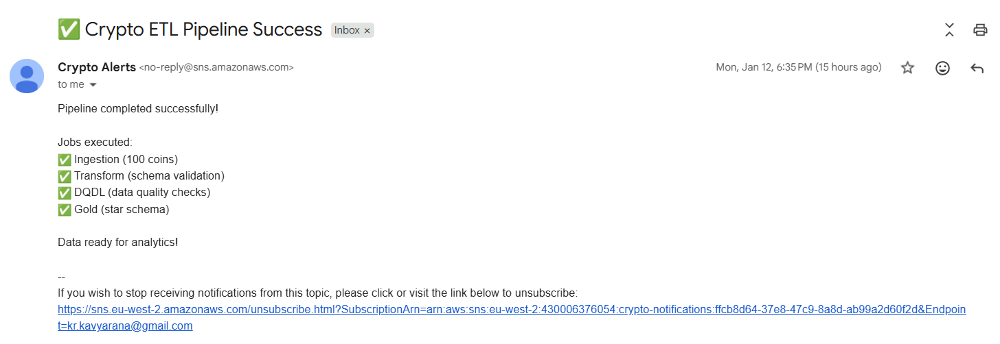 ✅ Crypto ETL Pipeline Success Inbox ×
Crypto Alerts <no-reply@sns.amazonaws.com> Mon, Jan 12, 6:35 PM (15 hours ago)
to me
Pipeline completed successfully!
Jobs executed:
✅ Ingestion (100 coins)
✅ Transform (schema validation)
✅ DQDL (data quality checks)
✅ Gold (star schema)
Data ready for analytics!
--
If you wish to stop receiving notifications from this topic, please click or visit the link below to unsubscribe:
https://sns.eu-west-2.amazonaws.com/unsubscribe.html?SubscriptionArn=arn:aws:sns:eu-west-2:430006376054:crypto-notifications:ffcb8d64-37e8-47c9-8a8d-ab99a2d60f2d&Endpoin
t=kr.kavyarana@gmail.com